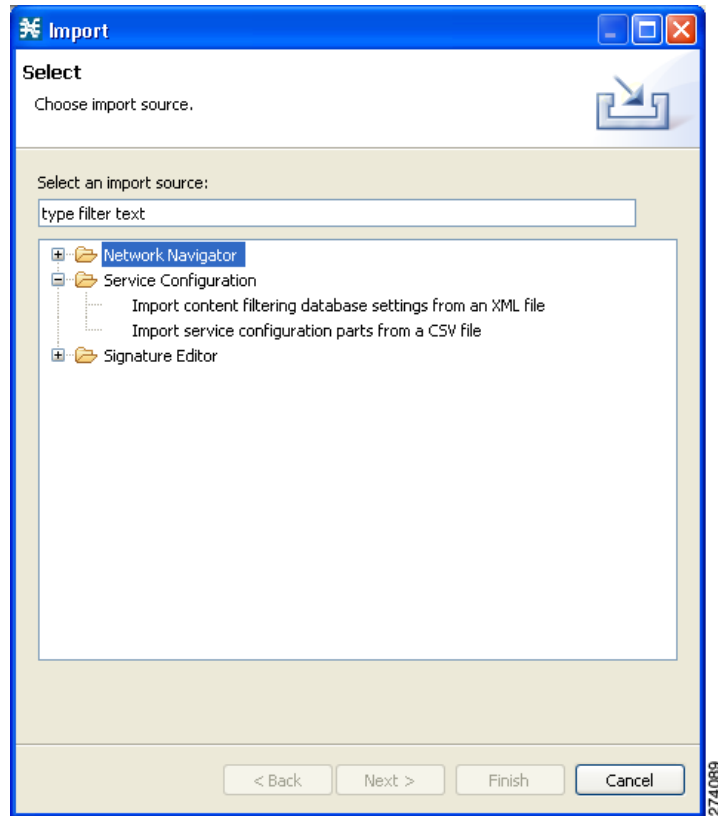 Import
Select
Choose import source.
Select an import source:
type filter text
Network Navigator
Service Configuration
Import content filtering database settings from an XML file
Import service configuration parts from a CSV file
Signature Editor
< Back
Next >
Finish
Cancel
274089